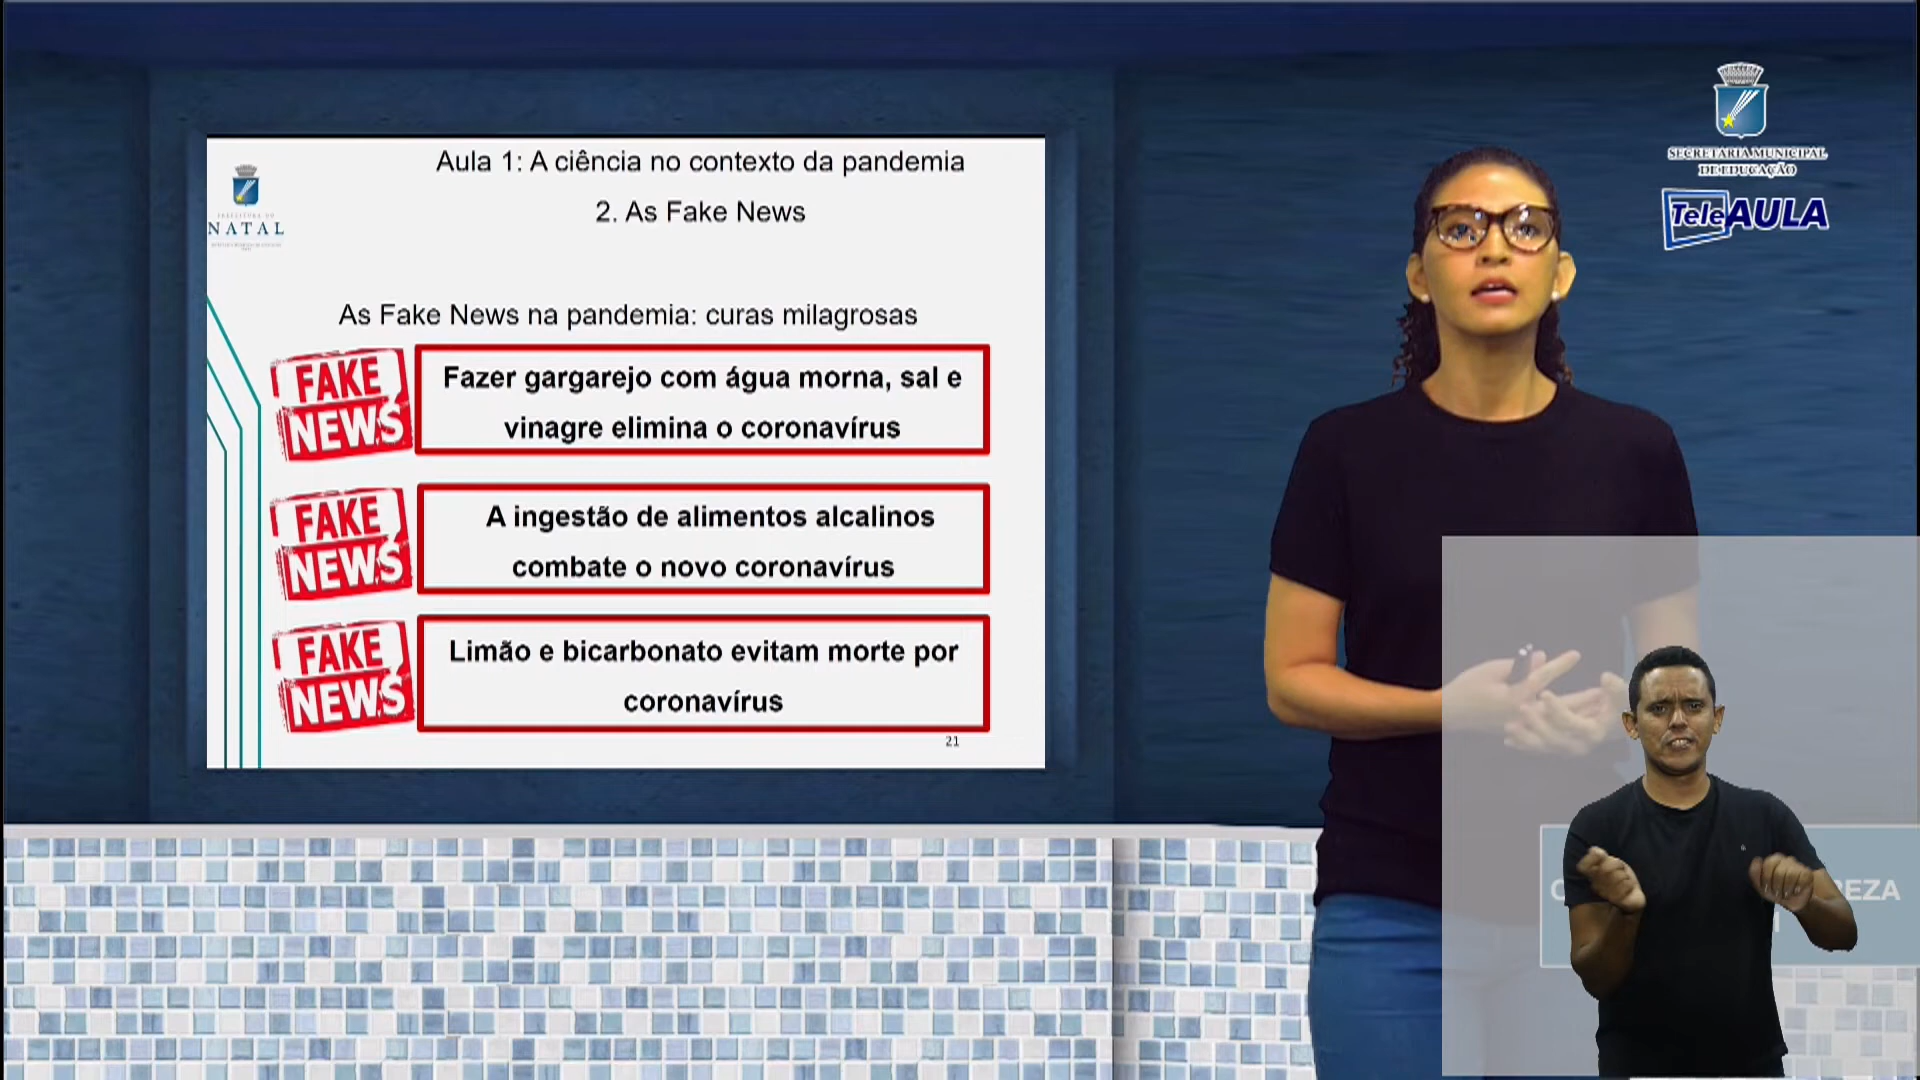 Aula 1: A ciência no contexto da pandemia
2. As Fake News
NATAL
As Fake News na pandemia: curas milagrosas
FAKE
NEWS
Fazer gargarejo com água morna, sal e
vinagre elimina o coronavírus
FAKE
NEWS
A ingestão de alimentos alcalinos
combate o novo coronavírus
FAKE
NEWS
Limão e bicarbonato evitam morte por
coronavírus
21
SECRETARIA MUNICIPAL
DE EDUCAÇÃO
TeleAULA